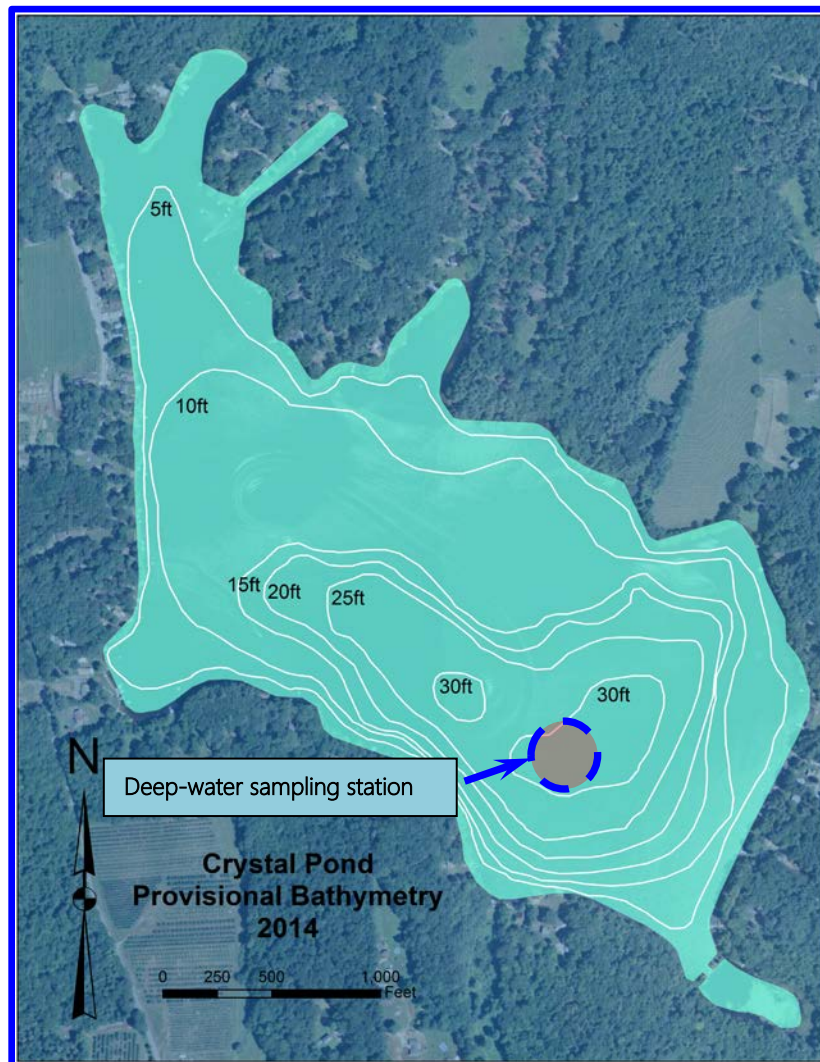 5ft
10ft
15ft
20ft
25ft
30ft
30ft
N
Deep-water sampling station
Crystal Pond
Provisional Bathymetry
2014
0 250 500 1,000
Feet